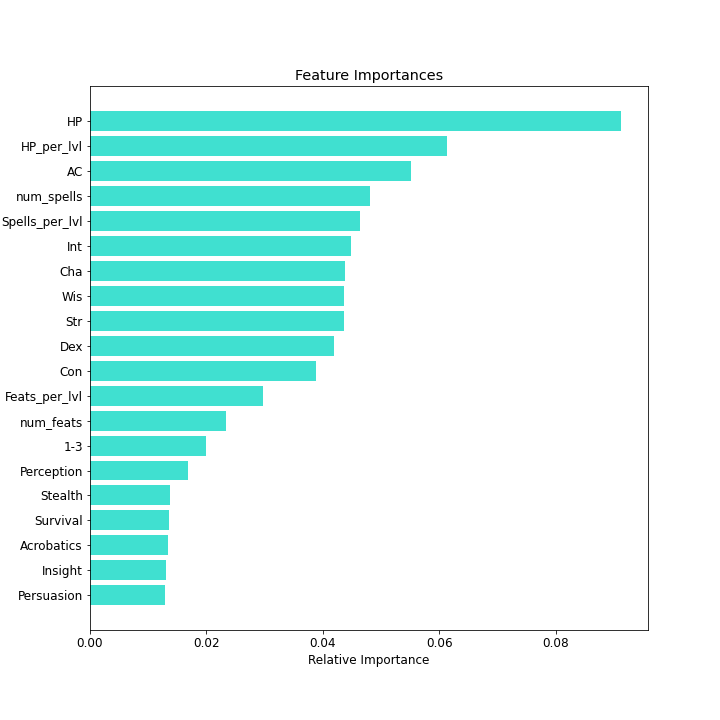 Feature Importances
HP
HP_per_lvl
AC
num_spells
Spells_per_lvl
Int
Cha
Wis
Str
Dex
Con
Feats_per_lvl
num_feats
1-3
Perception
Stealth
Survival
Acrobatics
Insight
Persuasion
0.00 0.02 0.04 0.06 0.08
Relative Importance